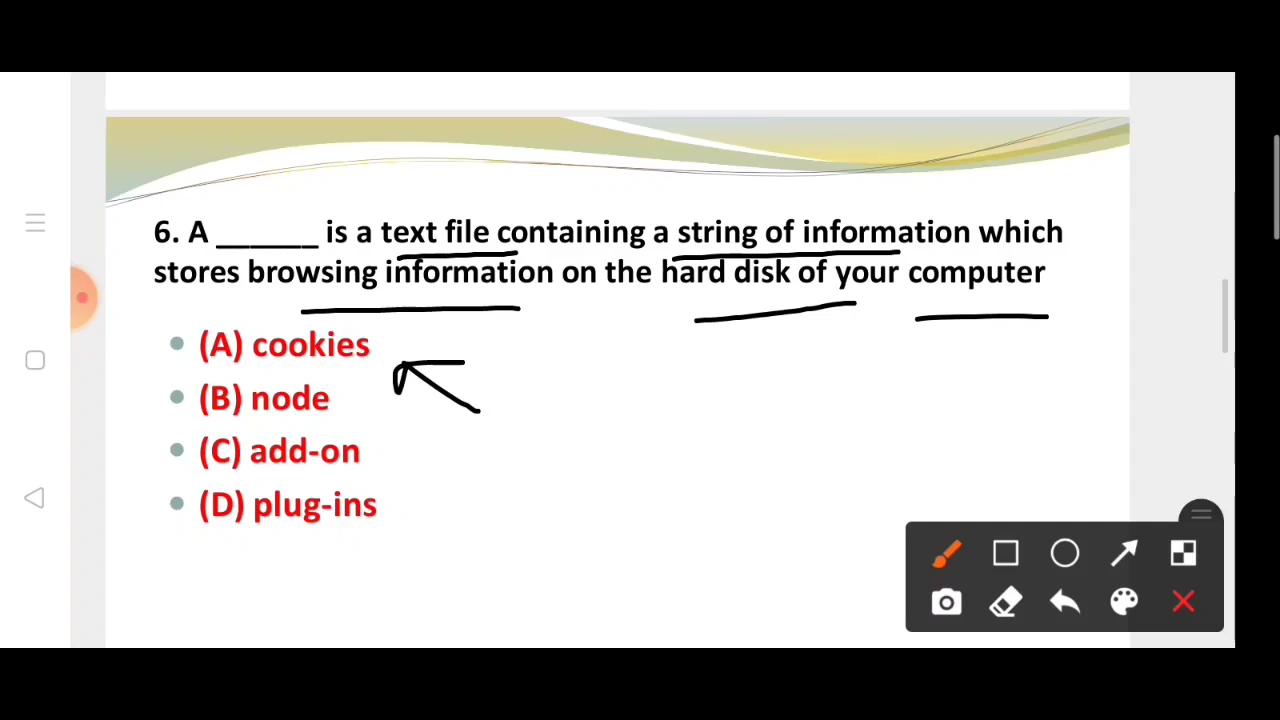 6. A ______ is a text file containing a string of information which
stores browsing information on the hard disk of your computer
(A) cookies
(B) node
(C) add-on
(D) plug-ins